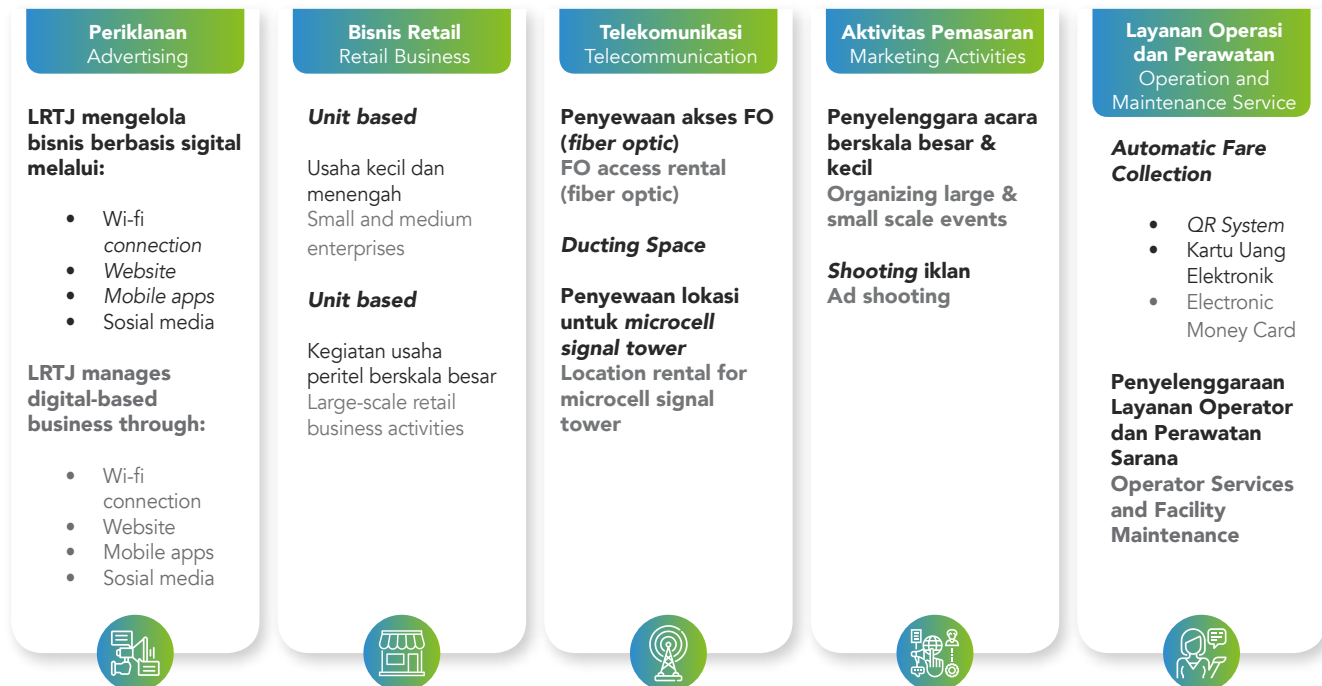 Periklanan
Advertising
LRTJ mengelola
bisnis berbasis sigital
melalui:
• Wi-fi
connection
• Website
• Mobile apps
• Sosial media
LRTJ manages
digital-based
business through:
• Wi-fi
connection
• Website
• Mobile apps
• Sosial media
Bisnis Retail
Retail Business
Unit based
Usaha kecil dan
menengah
Small and medium
enterprises
Unit based
Kegiatan usaha
peritel berskala besar
Large-scale retail
business activities
Telekomunikasi
Telecommunication
Penyewaan akses FO
(fiber optic)
FO access rental
(fiber optic)
Ducting Space
Penyewaan lokasi
untuk microcell
signal tower
Location rental for
microcell signal
tower
Aktivitas Pemasaran
Marketing Activities
Penyelenggara acara
berskala besar &
kecil
Organizing large &
small scale events
Shooting iklan
Ad shooting
Layanan Operasi
dan Perawatan
Operation and
Maintenance Service
Automatic Fare
Collection
• QR System
• Kartu Uang
Elektronik
• Electronic
Money Card
Penyelenggaraan
Layanan Operator
dan Perawatan
Sarana
Operator Services
and Facility
Maintenance